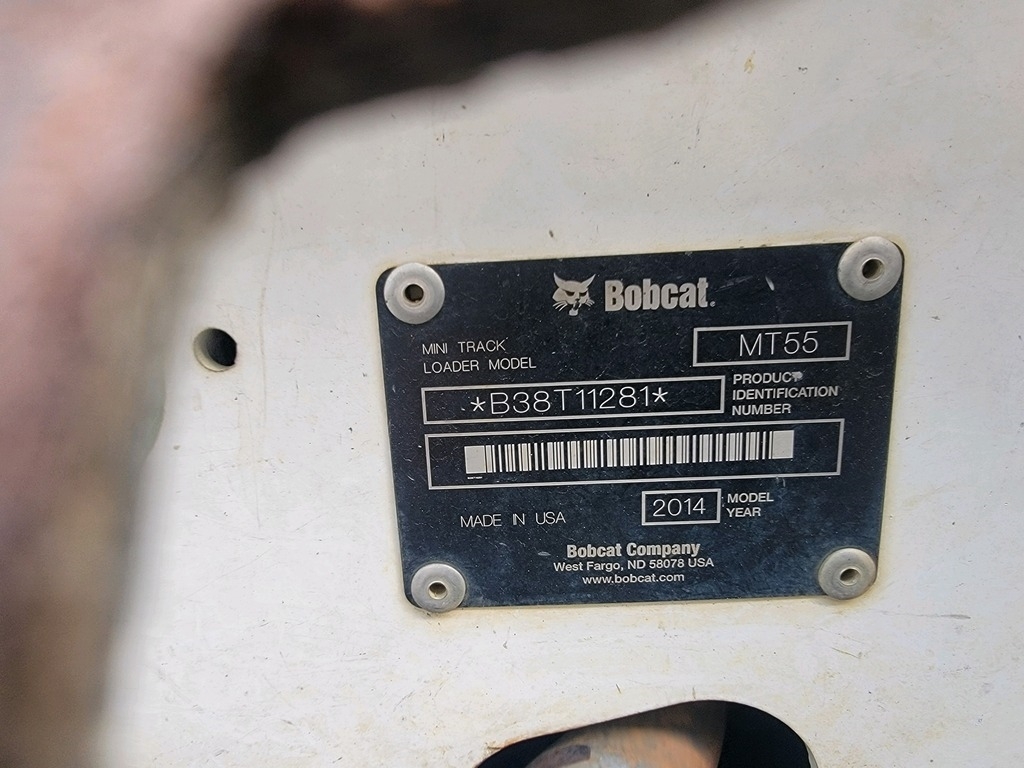 Bobcat.
MINI TRACK
LOADER MODEL
MT55
*B38T11281*
PRODUCT
IDENTIFICATION
NUMBER
MADE IN USA
2014
MODEL
YEAR
Bobcat Company
West Fargo, ND 58078 USA
www.bobcat.com